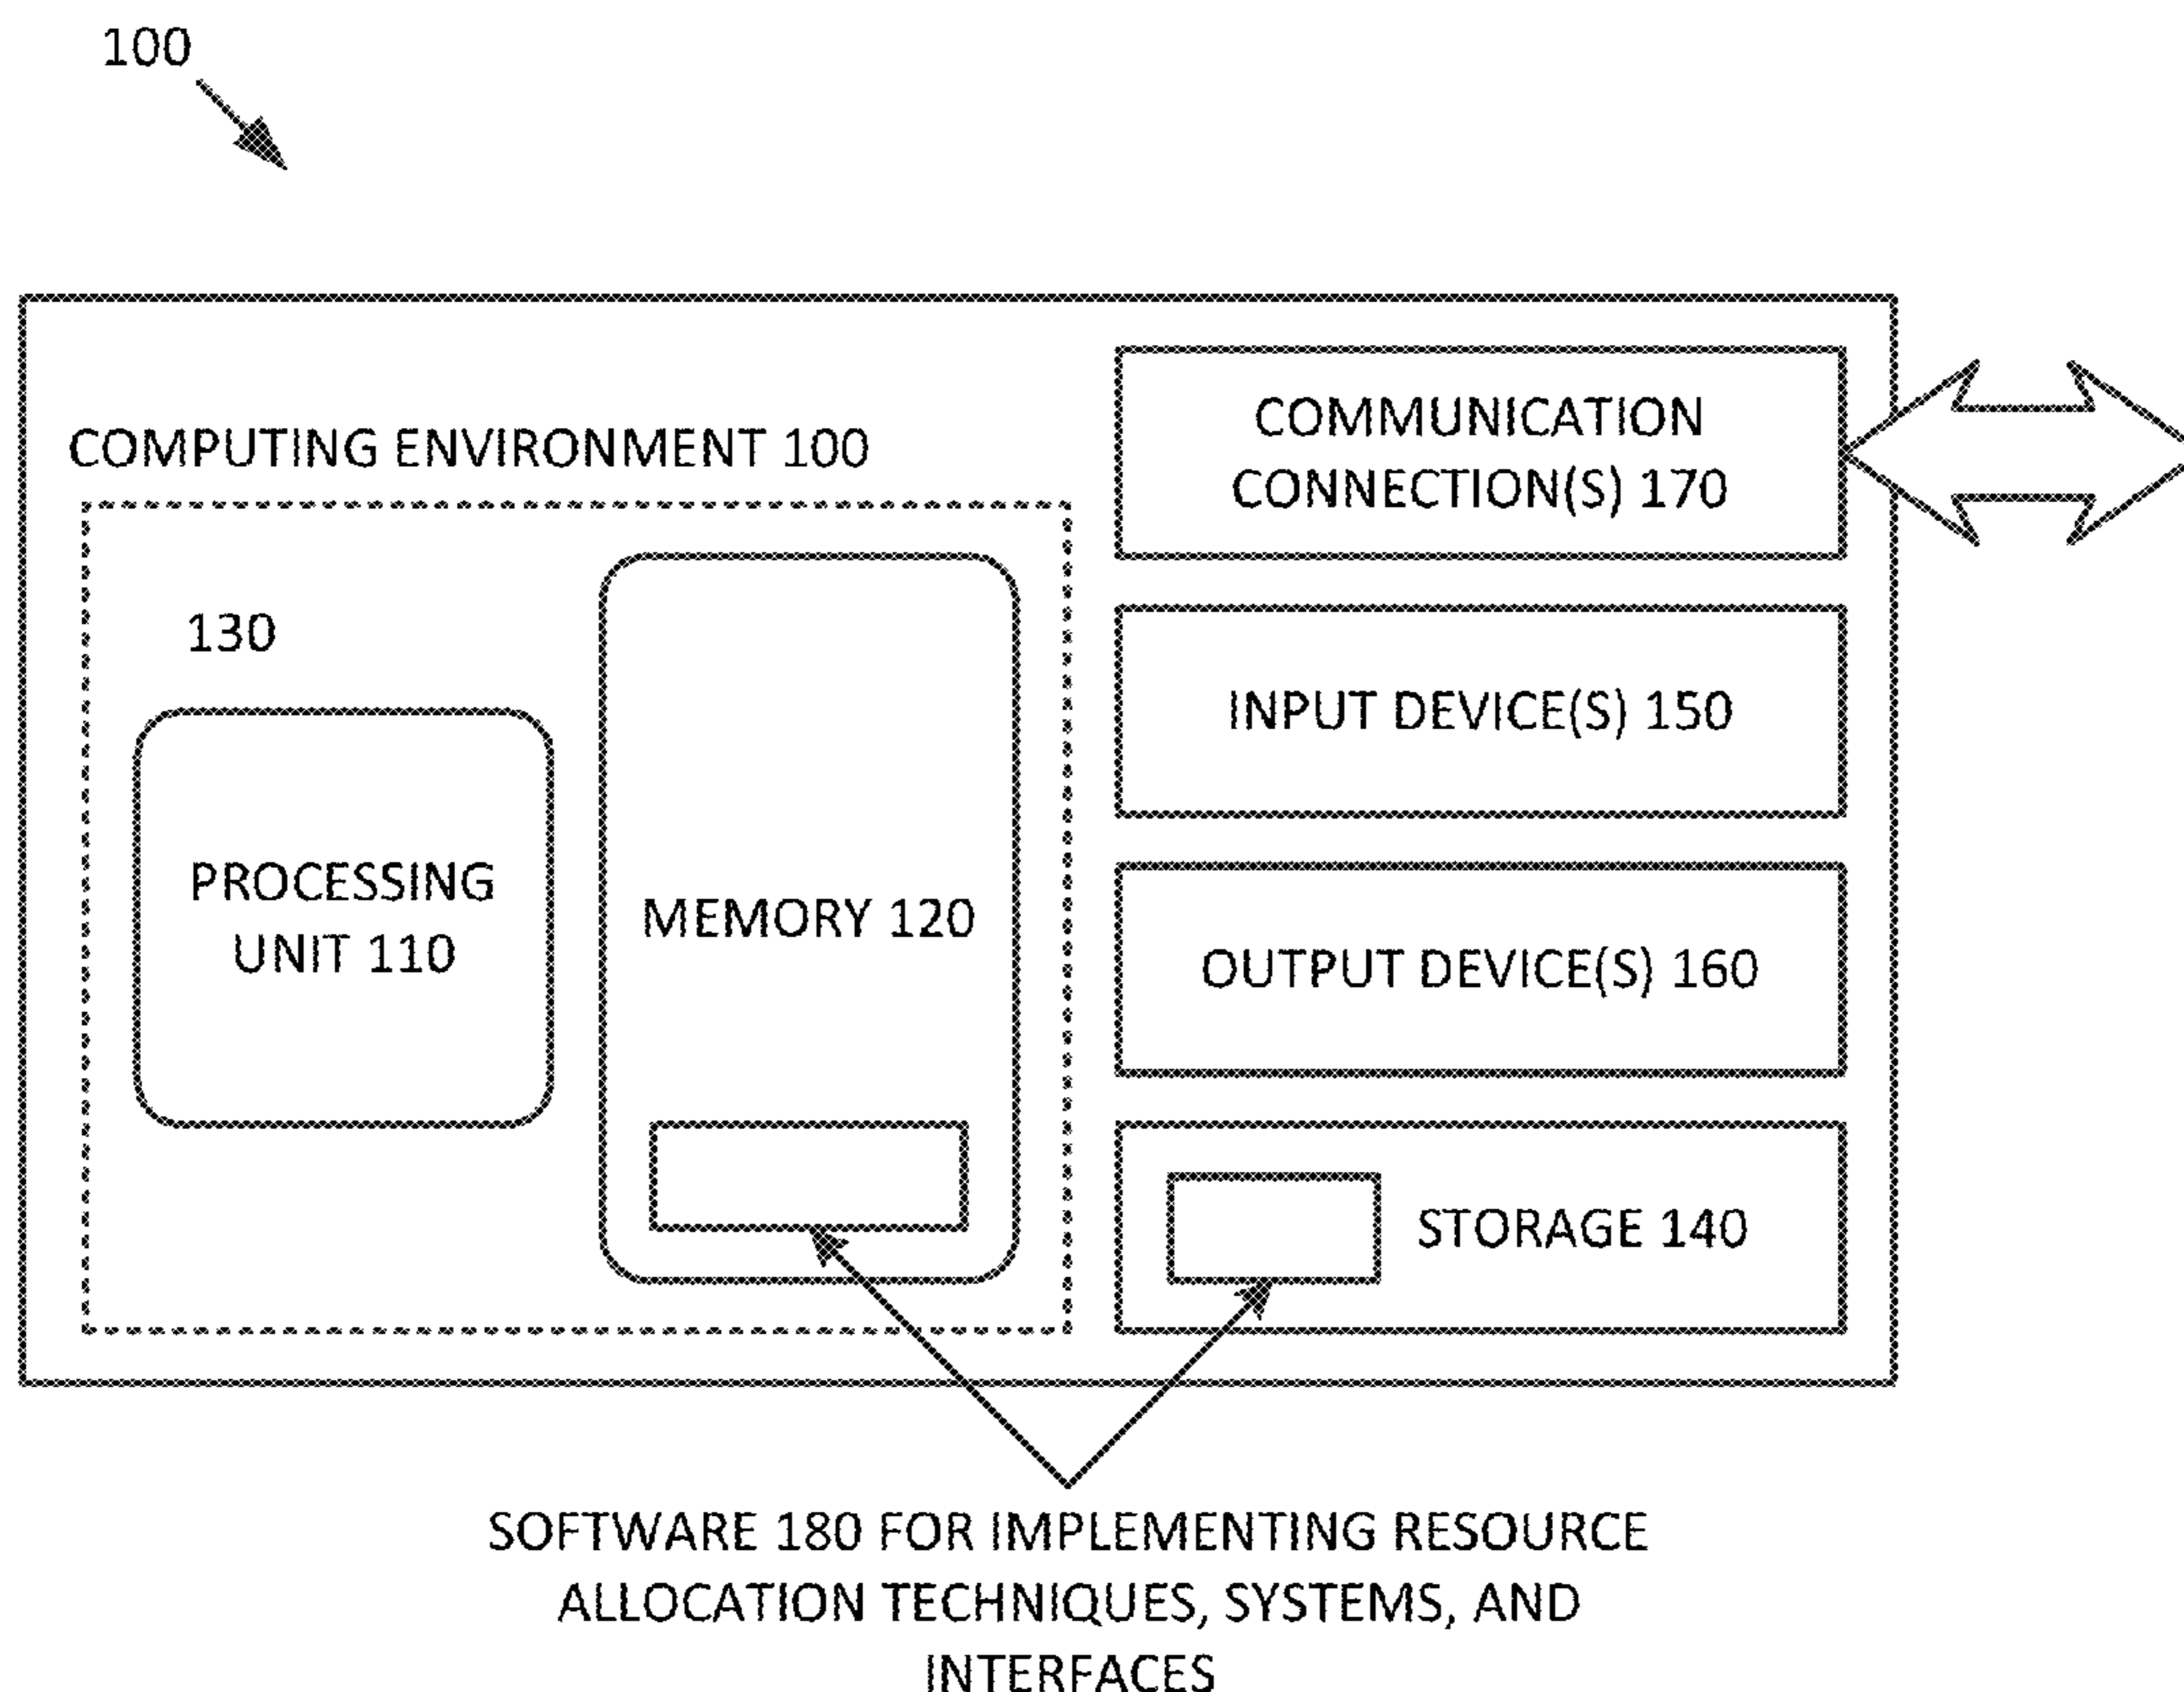 100
COMPUTING ENVIRONMENT 100
130
PROCESSING
UNIT 110
MEMORY 120
COMMUNICATION
CONNECTION(S) 170
INPUT DEVICE(S) 150
OUTPUT DEVICE(S) 160
STORAGE 140
SOFTWARE 180 FOR IMPLEMENTING RESOURCE
ALLOCATION TECHNIQUES, SYSTEMS, AND
INTERFACES